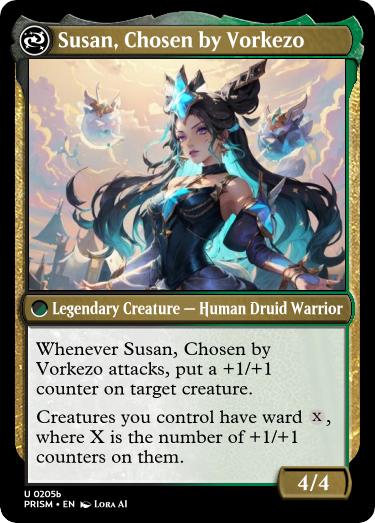 Susan, Chosen by Vorkezo
Legendary Creature — Human Druid Warrior
Whenever Susan, Chosen by
Vorkezo attacks, put a +1/+1
counter on target creature.
Creatures you control have ward X,
where X is the number of +1/+1
counters on them.
4/4
U 0205b
PRISM • EN Lora AI